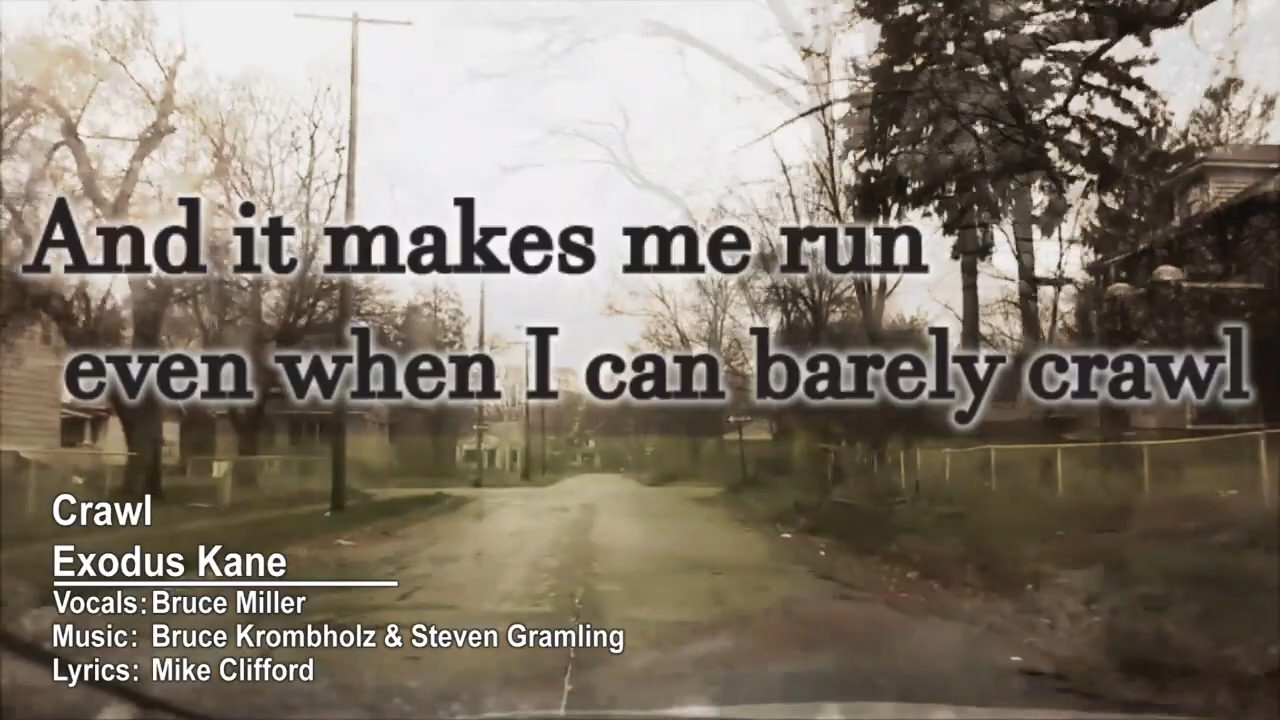 And it makes me run
even when I can barely crawl
Crawl
Exodus Kane
Vocals: Bruce Miller
Music: Bruce Krombholz & Steven Gramling
Lyrics: Mike Clifford